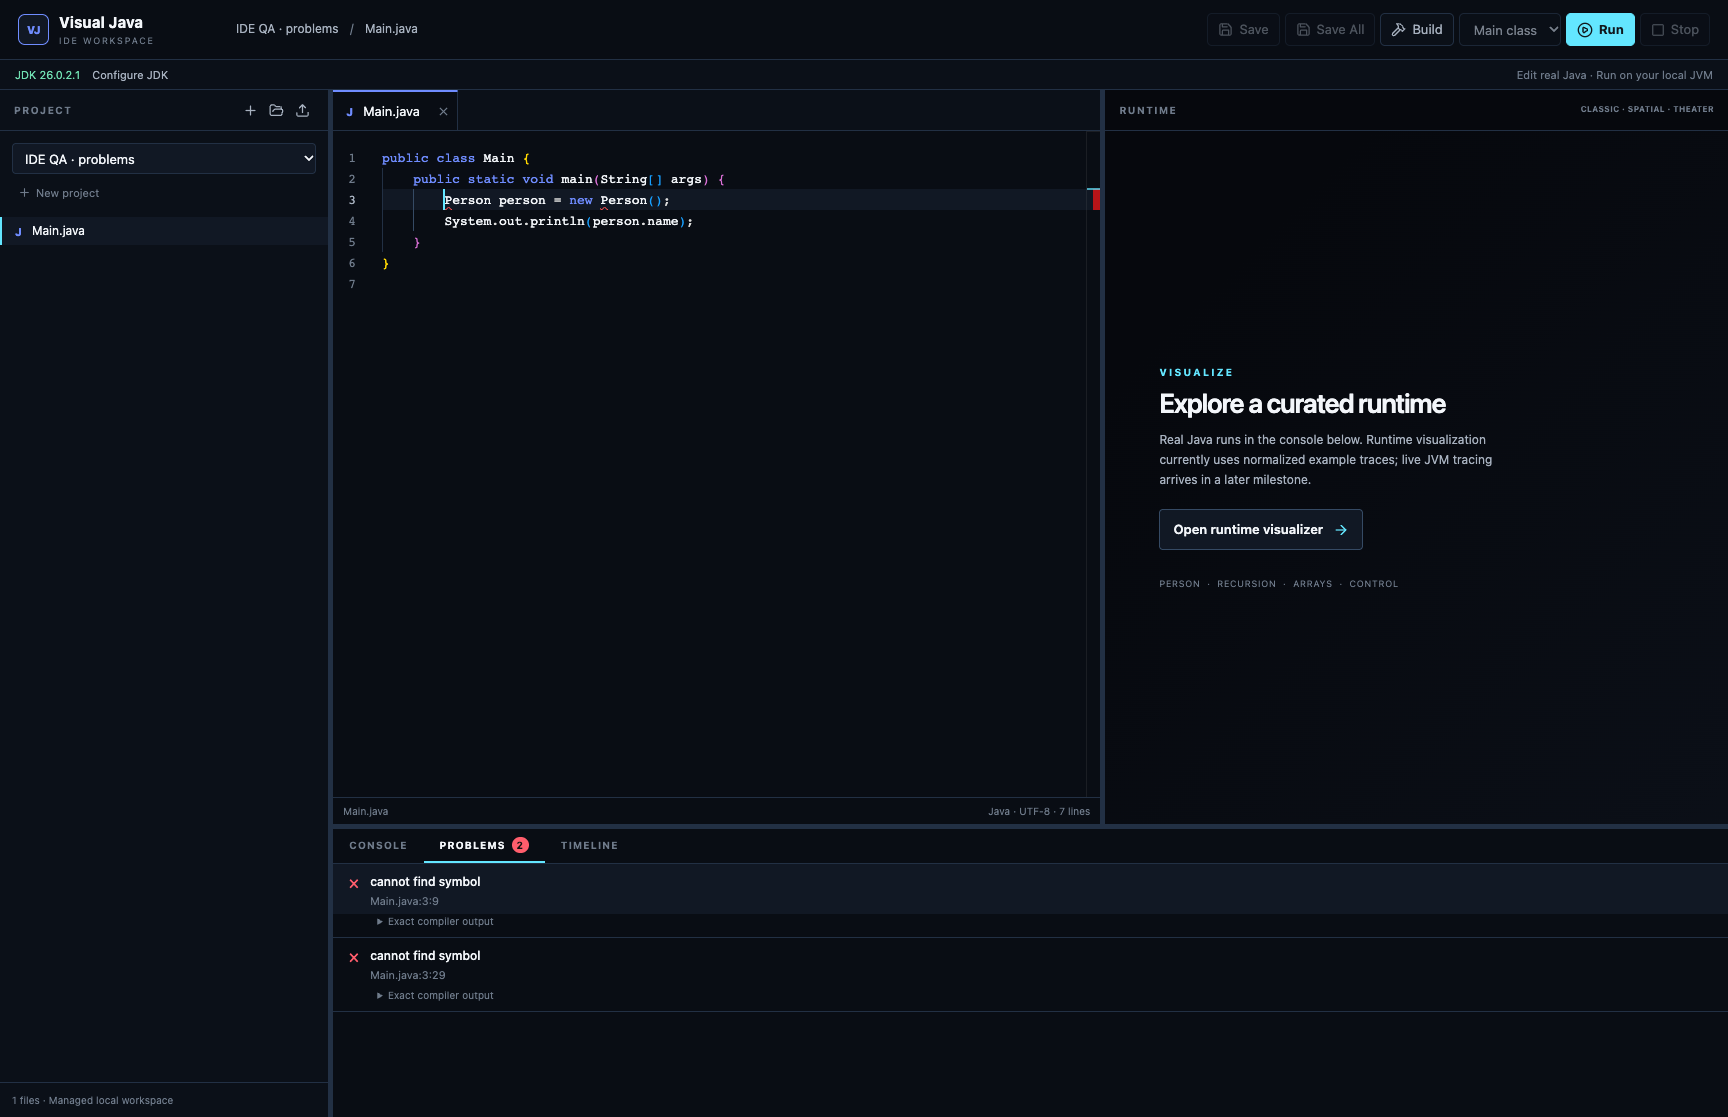 VJ Visual Java
IDE WORKSPACE
IDE QA · problems / Main.java
Save Save All Build Main class Run Stop
JDK 26.0.2.1 Configure JDK
Edit real Java · Run on your local JVM
PROJECT
IDE QA · problems
New project
J Main.java
1 files · Managed local workspace
J Main.java ×
1 public class Main {
2     public static void main(String[] args) {
3         Person person = new Person();
4         System.out.println(person.name);
5     }
6 }
7
Main.java
Java · UTF-8 · 7 lines
RUNTIME
CLASSIC · SPATIAL · THEATER
VISUALIZE
Explore a curated runtime
Real Java runs in the console below. Runtime visualization
currently uses normalized example traces; live JVM tracing
arrives in a later milestone.
Open runtime visualizer →
PERSON · RECURSION · ARRAYS · CONTROL
CONSOLE PROBLEMS 2 TIMELINE
cannot find symbol
Main.java:3:9
Exact compiler output
cannot find symbol
Main.java:3:29
Exact compiler output